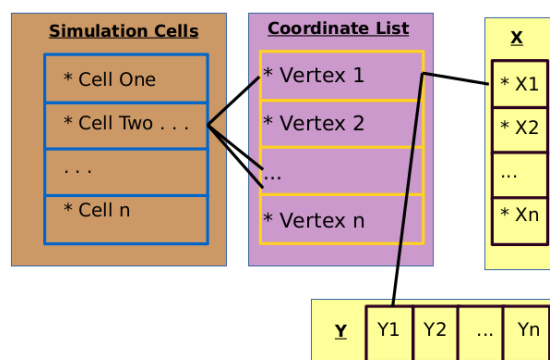 Simulation Cells
* Cell One
* Cell Two . . .
. . .
* Cell n
Coordinate List
* Vertex 1
* Vertex 2
...
* Vertex n
X
* X1
* X2
...
* Xn
Y
Y1
Y2
...
Yn